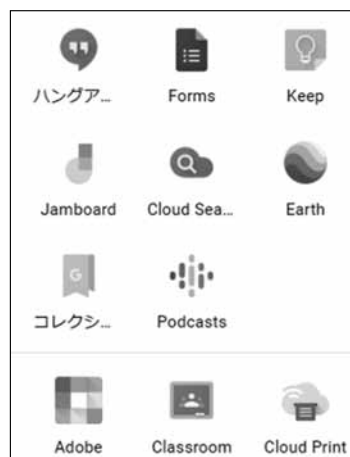 ハングア... Forms Keep
Jamboard Cloud Sea... Earth
G
コレクシ... Podcasts
Adobe Classroom Cloud Print